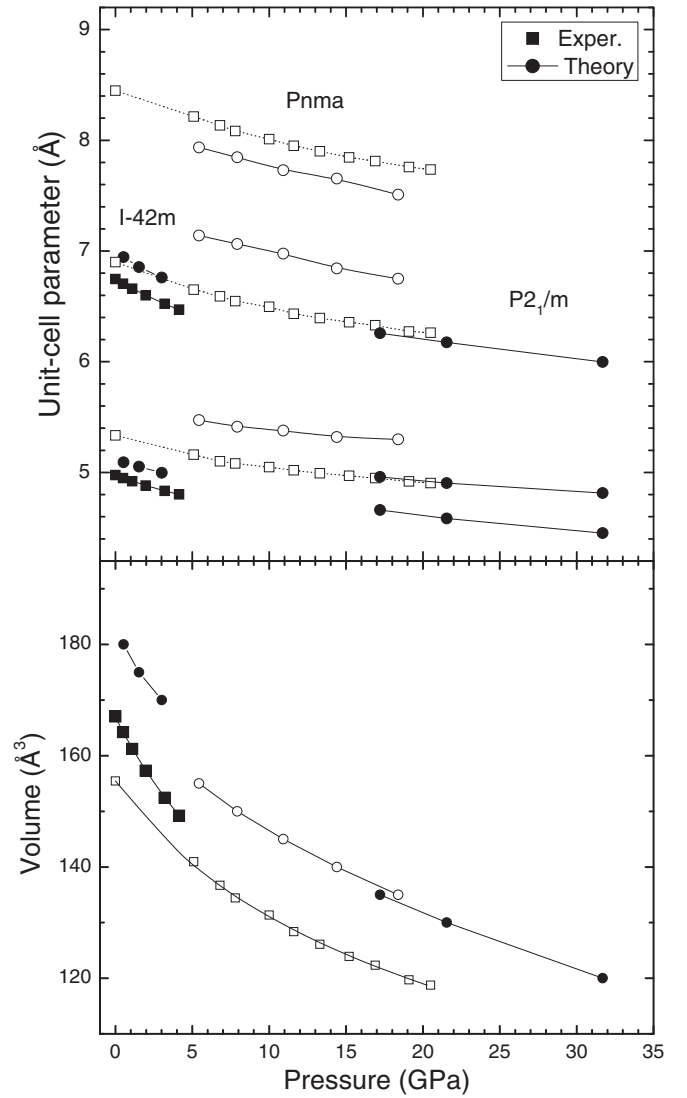 9
8
7
6
5
Unit-cell parameter (Å)
Exper.
Theory
Pnma
I-42m
P2₁/m
180
160
140
120
Volume (Å³)
0 5 10 15 20 25 30 35
Pressure (GPa)